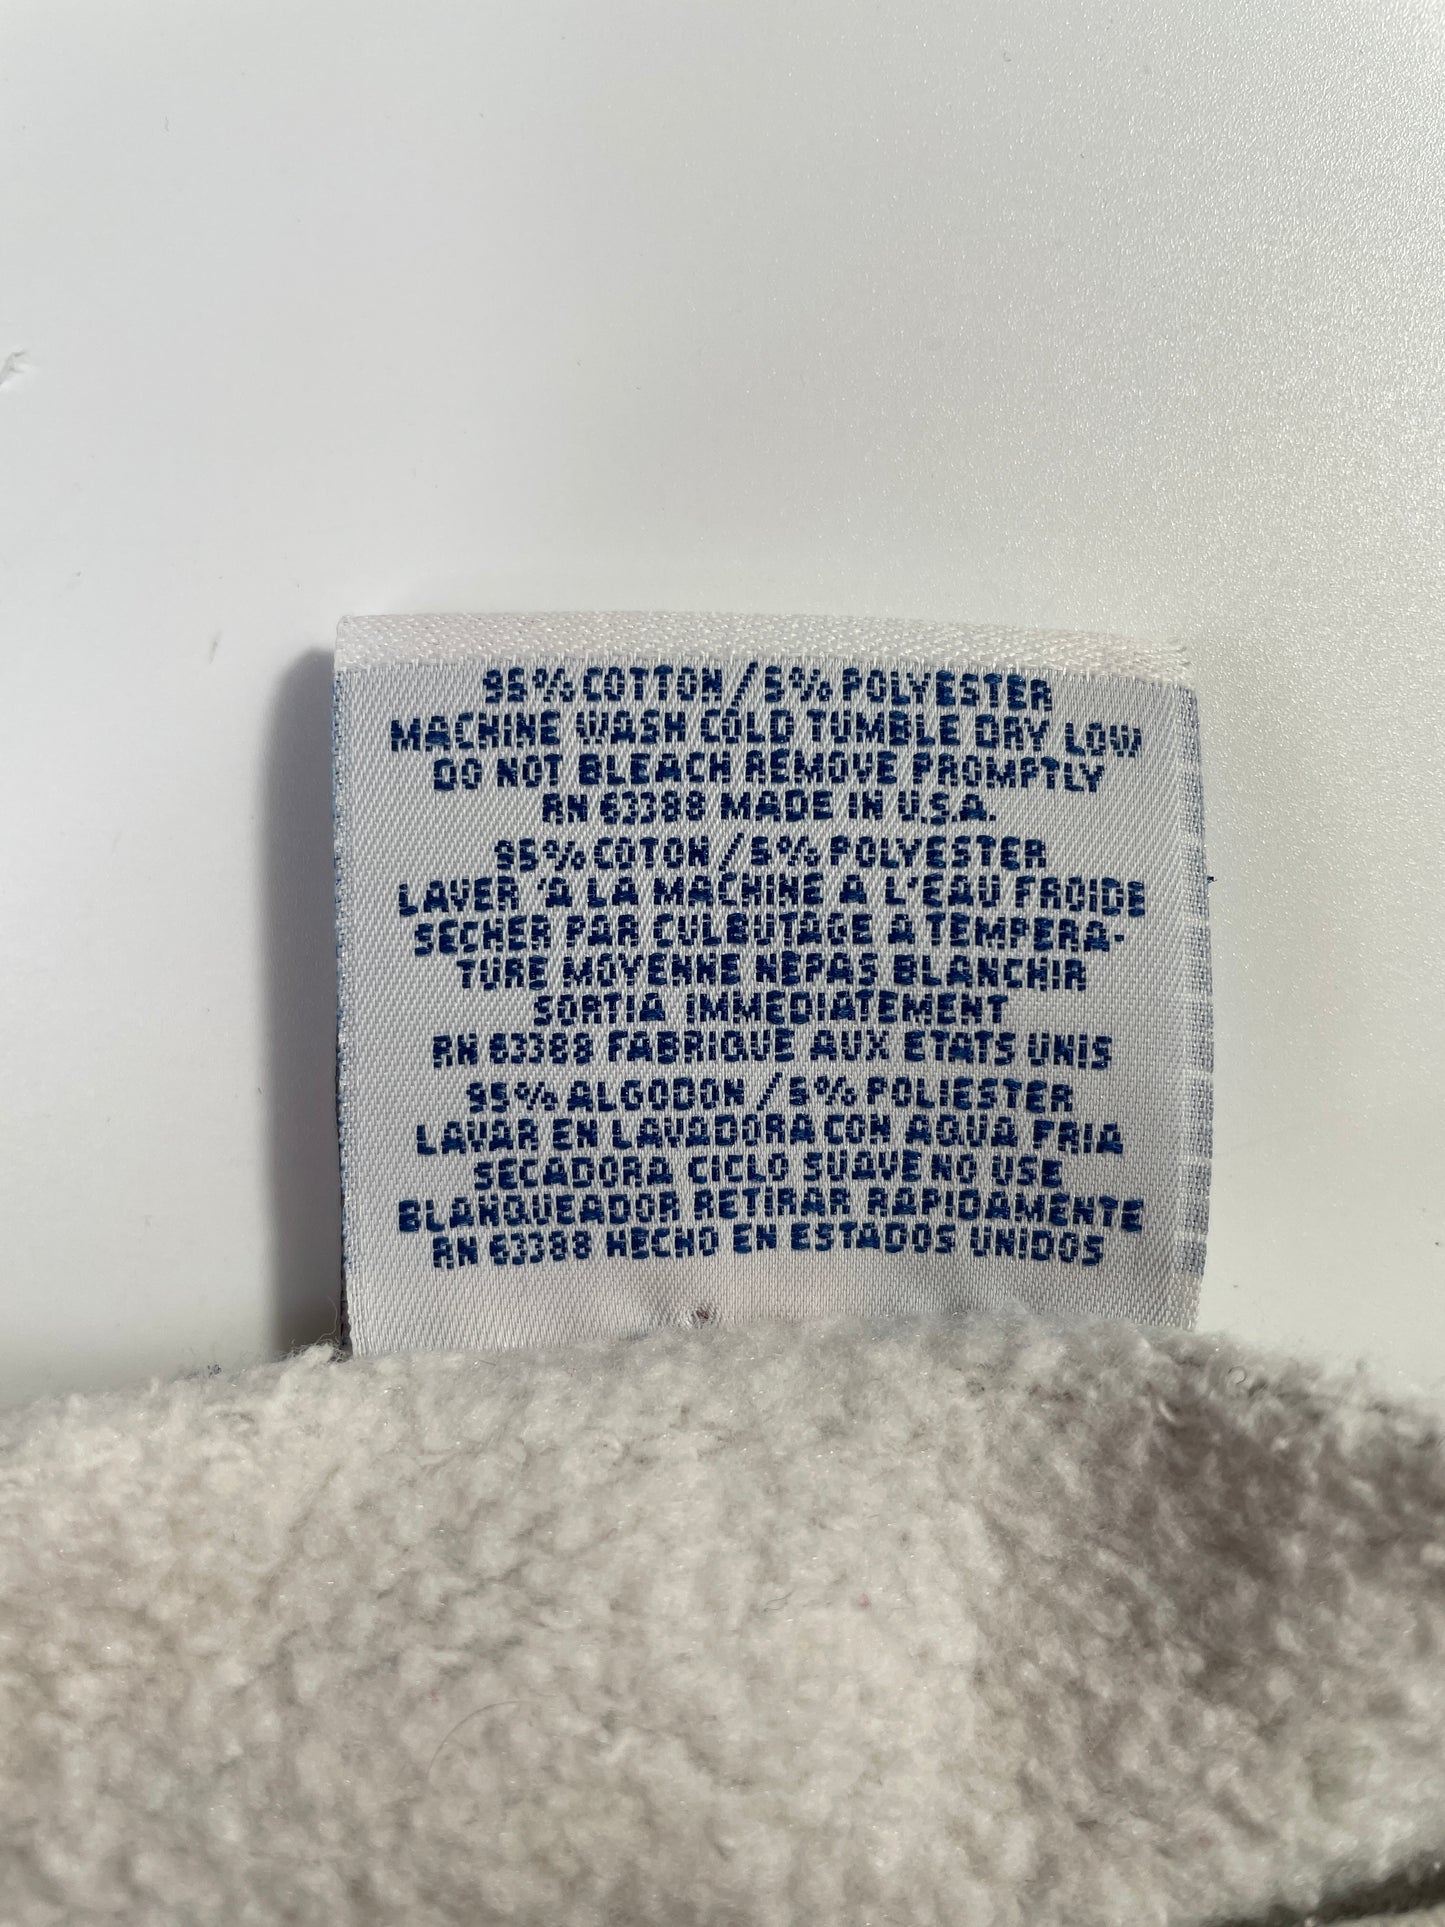 95% COTTON / 5% POLYESTER
MACHINE WASH COLD TUMBLE DRY LOW
DO NOT BLEACH REMOVE PROMPTLY
RN 63388 MADE IN U.S.A.
95% COTON / 5% POLYESTER
LAVER 'A LA MACHINE A L'EAU FROIDE
SECHER PAR CULBUTAGE A TEMPERA-
TURE MOYENNE NEPAS BLANCHIR
SORTIA IMMEDIATEMENT
RN 63388 FABRIQUE AUX ETATS UNIS
95% ALGODON / 5% POLIESTER
LAVAR EN LAVADORA CON AQUA FRIA
SECADORA CICLO SUAVE NO USE
BLANQUEADOR RETIRAR RAPIDAMENTE
RN 63388 HECHO EN ESTADOS UNIDOS